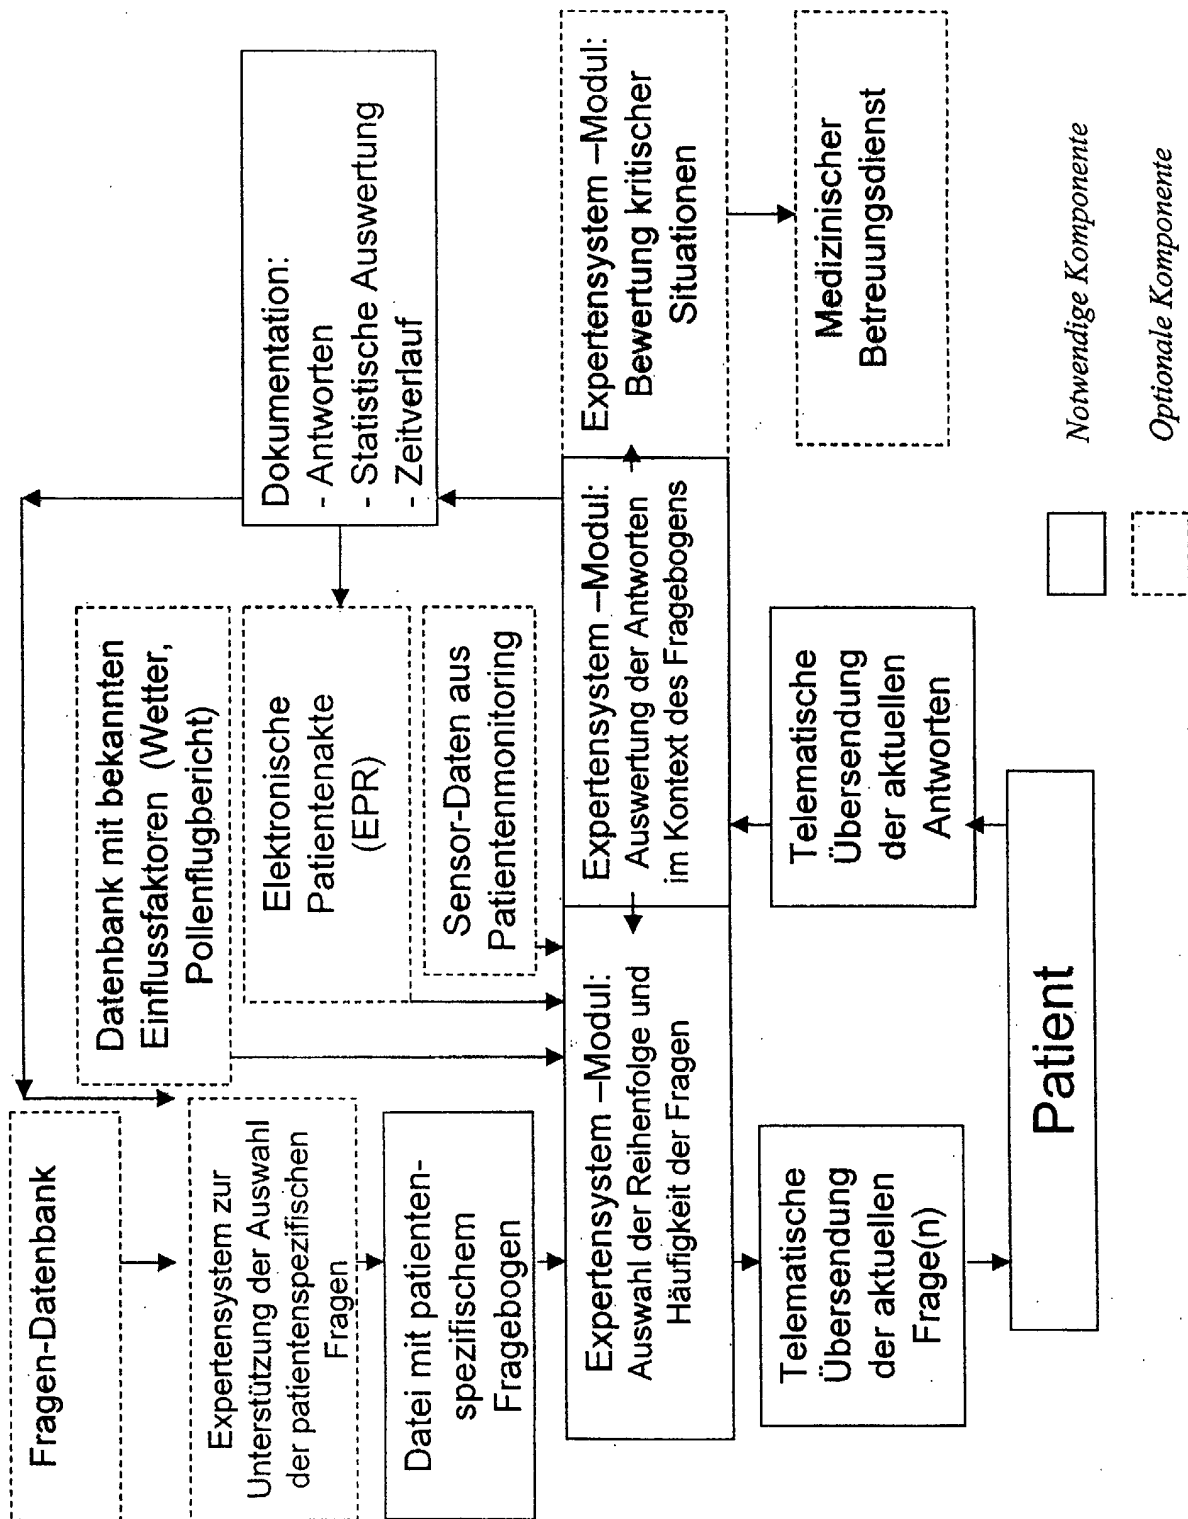 Fragen-Datenbank
Expertensystem zur
Unterstützung der Auswahl
der patientenspezifischen
Fragen
Datei mit patienten-
spezifischem
Fragebogen
Datenbank mit bekannten
Einflussfaktoren (Wetter,
Pollenflugbericht)
Elektronische
Patientenakte
(EPR)
Sensor-Daten aus
Patientenmonitoring
Dokumentation:
- Antworten
- Statistische Auswertung
- Zeitverlauf
Expertensystem –Modul:
Auswahl der Reihenfolge und
Häufigkeit der Fragen
Expertensystem –Modul:
Auswertung der Antworten
im Kontext des Fragebogens
Expertensystem –Modul:
Bewertung kritischer
Situationen
Telematische
Übersendung
der aktuellen
Frage(n)
Telematische
Übersendung
der aktuellen
Antworten
Medizinischer
Betreuungsdienst
Patient
Notwendige Komponente
Optionale Komponente